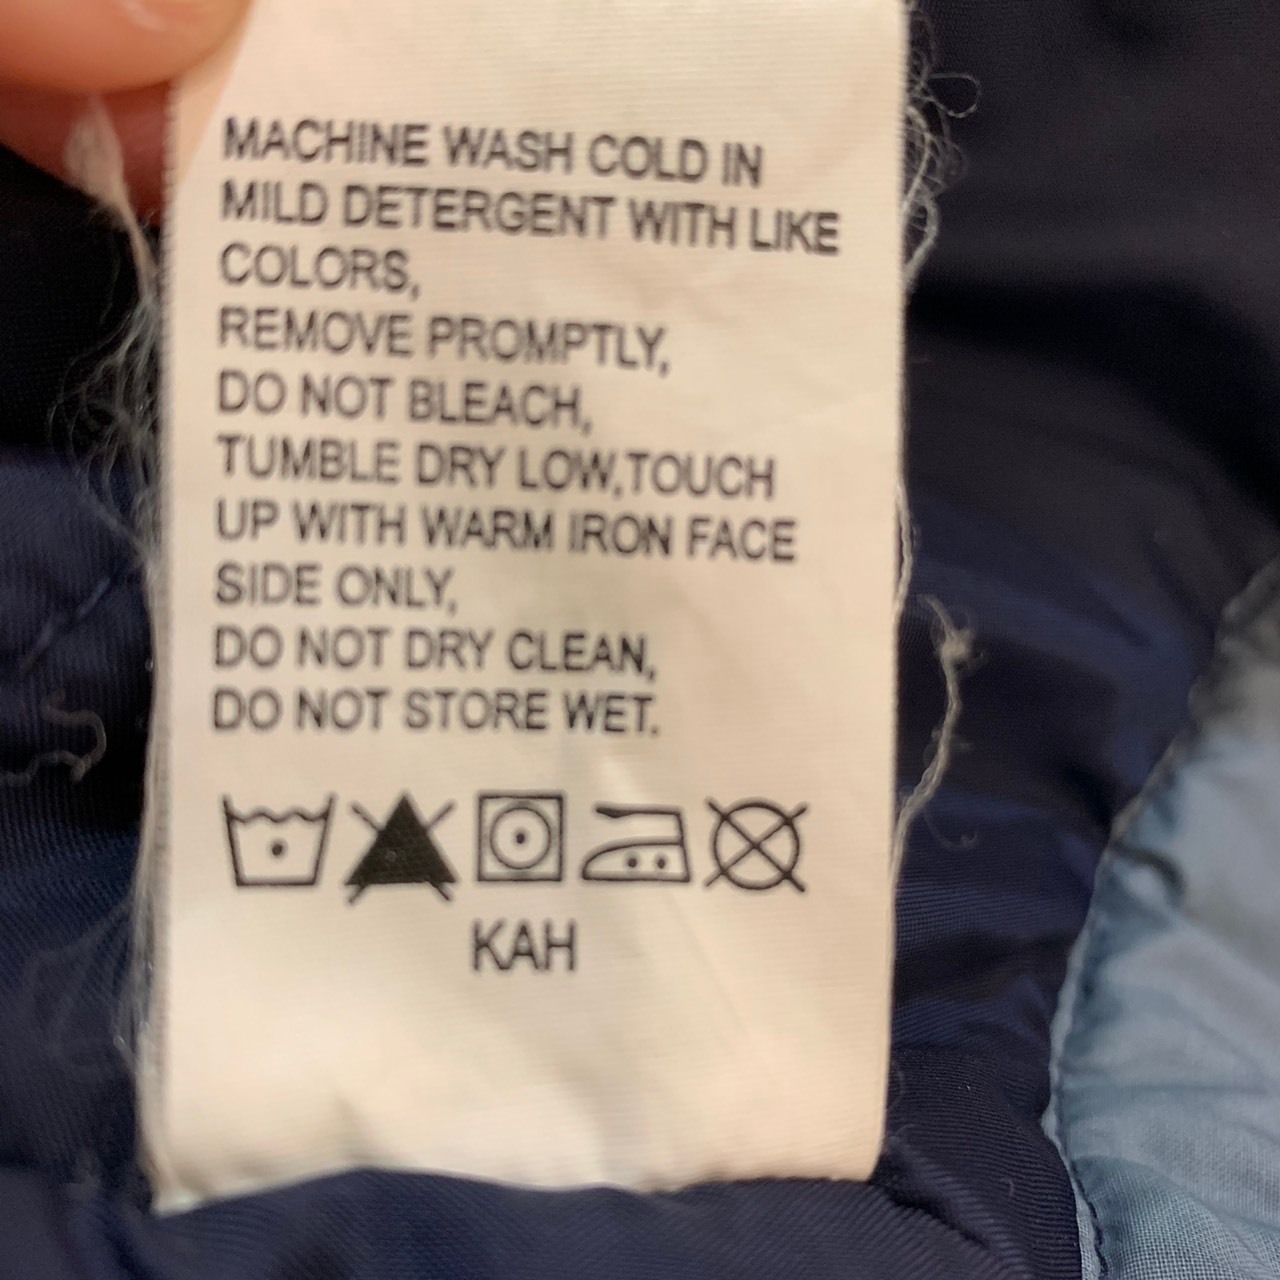 MACHINE WASH COLD IN
MILD DETERGENT WITH LIKE
COLORS,
REMOVE PROMPTLY,
DO NOT BLEACH,
TUMBLE DRY LOW,TOUCH
UP WITH WARM IRON FACE
SIDE ONLY,
DO NOT DRY CLEAN,
DO NOT STORE WET.
KAH